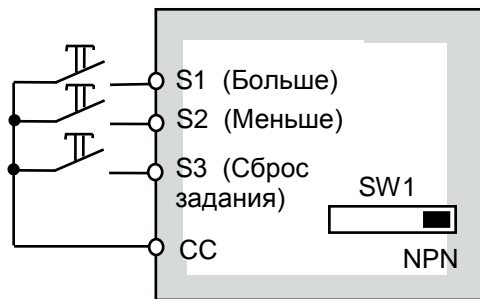 S1 (Больше)
S2 (Меньше)
S3 (Сброс
задания)
SW1
CC
NPN